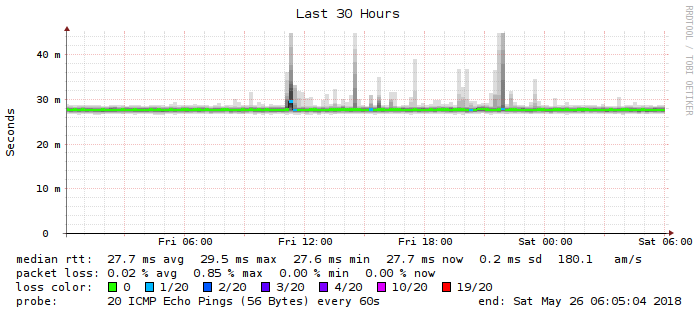 Last 30 Hours
RRDTOOL / TOBI OETIKER
Seconds
40 m
30 m
20 m
10 m
0
Fri 06:00 Fri 12:00 Fri 18:00 Sat 00:00 Sat 06:00
median rtt: 27.7 ms avg 29.5 ms max 27.6 ms min 27.7 ms now 0.2 ms sd 180.1 am/s
packet loss: 0.02 % avg 0.85 % max 0.00 % min 0.00 % now
loss color: 0 1/20 2/20 3/20 4/20 10/20 19/20
probe: 20 ICMP Echo Pings (56 Bytes) every 60s end: Sat May 26 06:05:04 2018